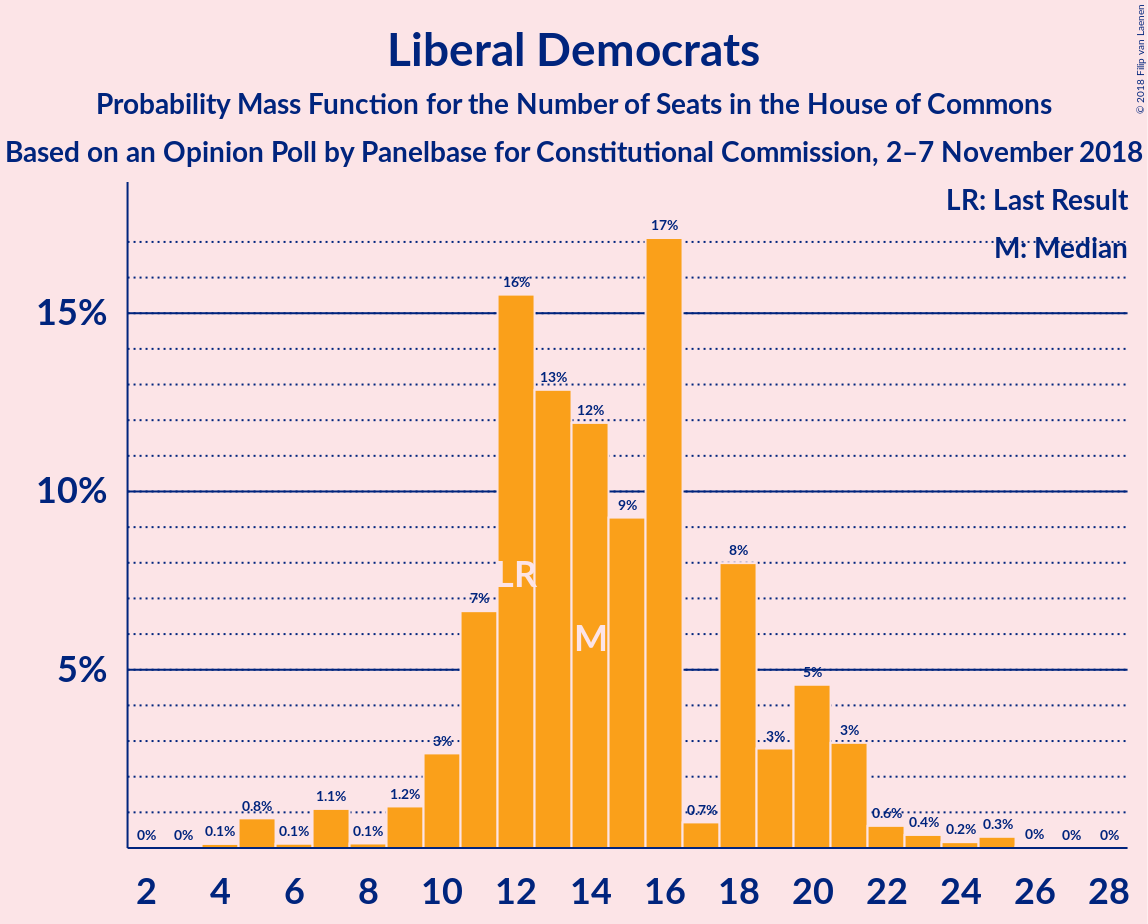 Liberal Democrats
Probability Mass Function for the Number of Seats in the House of Commons
Based on an Opinion Poll by Panelbase for Constitutional Commission, 2–7 November 2018
© 2018 Filip van Laenen
LR: Last Result
M: Median
15%
10%
5%
0% 0% 0.1% 0.8% 0.1% 1.1% 0.1% 1.2% 3% 7% 16% 13% 12% 9% 17% 0.7% 8% 3% 5% 3% 0.6% 0.4% 0.2% 0.3% 0% 0% 0%
LR
M
2 4 6 8 10 12 14 16 18 20 22 24 26 28